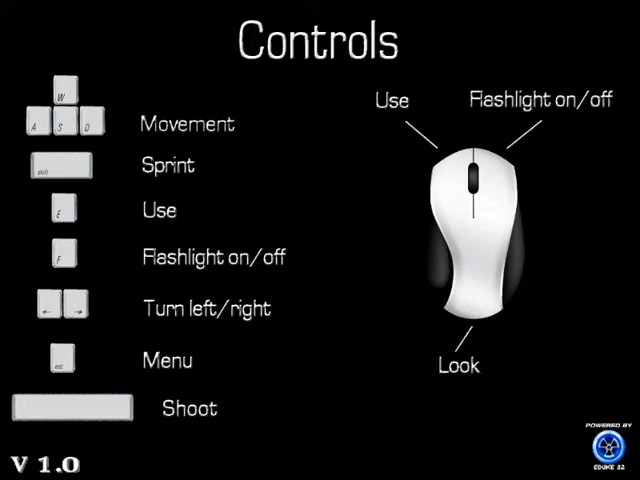 Controls
W
A S D
Movement
shift
Sprint
E
Use
F
Flashlight on/off
← →
Turn left/right
esc
Menu
Shoot
Use
Flashlight on/off
Look
V 1.0
POWERED BY
EDUKE 32